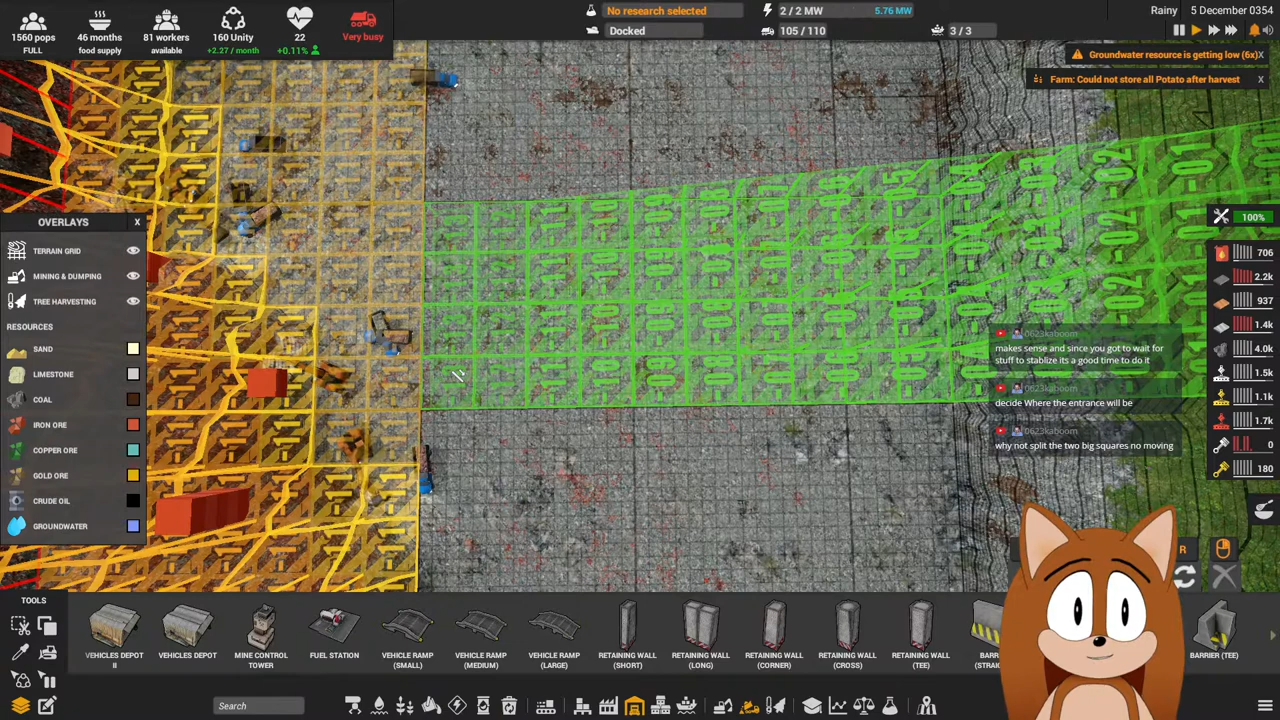 1560 pops
FULL
46 months
food supply
81 workers
available
160 Unity
+2.27 / month
22
+0.11%
Very busy
No research selected
2 / 2 MW
5.76 MW
Docked
105 / 110
3 / 3
Rainy
5 December 0354
Groundwater resource is getting low (6x)
X
Farm: Could not store all Potato after harvest
X
OVERLAYS
X
TERRAIN GRID
MINING & DUMPING
TREE HARVESTING
RESOURCES
SAND
LIMESTONE
COAL
IRON ORE
COPPER ORE
GOLD ORE
CRUDE OIL
GROUNDWATER
100%
706
2.2k
937
1.4k
4.0k
1.5k
1.1k
1.7k
0
180
0623kaboom
makes sense and since you got to wait for
stuff to stablize its a good time to do it
0623kaboom
decide Where the entrance will be
0623kaboom
why not split the two big squares no moving
R
TOOLS
VEHICLES DEPOT
II
VEHICLES DEPOT
MINE CONTROL
TOWER
FUEL STATION
VEHICLE RAMP
(SMALL)
VEHICLE RAMP
(MEDIUM)
VEHICLE RAMP
(LARGE)
RETAINING WALL
(SHORT)
RETAINING WALL
(LONG)
RETAINING WALL
(CORNER)
RETAINING WALL
(CROSS)
RETAINING WALL
(TEE)
BARRIER (TEE)
Search